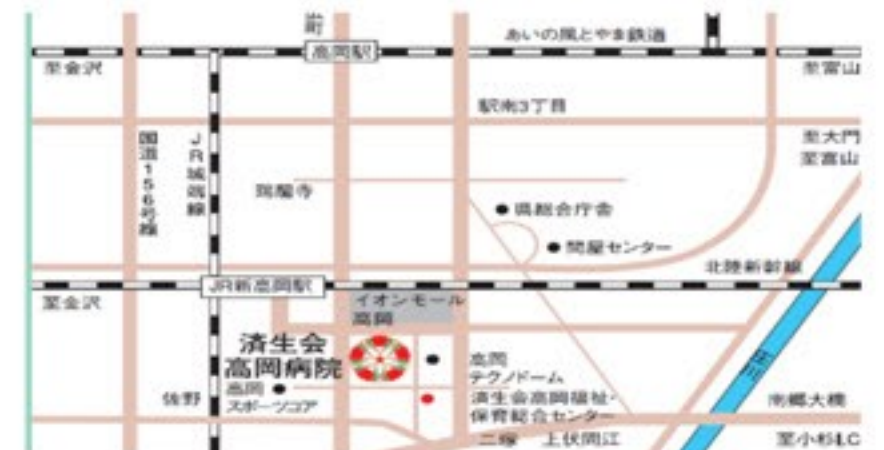 あいの風とやま鉄道
高岡駅
至金沢
至富山
駅南3丁目
至大門
至富山
国道156号線
JR城端線
瑞龍寺
県総合庁舎
問屋センター
北陸新幹線
JR新高岡駅
至金沢
イオンモール
高岡
済生会
高岡病院
高岡
テクノドーム
高岡
スポーツコア
佐野
済生会高岡福祉・
保育総合センター
庄川
南郷大橋
二塚
上伏間江
至小杉I.C